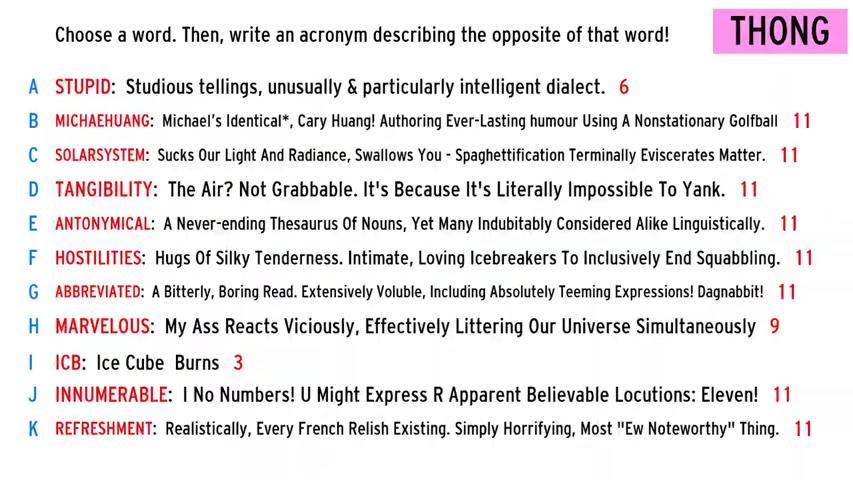 Choose a word. Then, write an acronym describing the opposite of that word!
THONG
A STUPID: Studious tellings, unusually & particularly intelligent dialect. 6
B MICHAEHUANG: Michael's Identical*, Cary Huang! Authoring Ever-Lasting humour Using A Nonstationary Golfball 11
C SOLARSYSTEM: Sucks Our Light And Radiance, Swallows You - Spaghettification Terminally Eviscerates Matter. 11
D TANGIBILITY: The Air? Not Grabbable. It's Because It's Literally Impossible To Yank. 11
E ANTONYMICAL: A Never-ending Thesaurus Of Nouns, Yet Many Indubitably Considered Alike Linguistically. 11
F HOSTILITIES: Hugs Of Silky Tenderness. Intimate, Loving Icebreakers To Inclusively End Squabbling. 11
G ABBREVIATED: A Bitterly, Boring Read. Extensively Voluble, Including Absolutely Teeming Expressions! Dagnabbit! 11
H MARVELOUS: My Ass Reacts Viciously, Effectively Littering Our Universe Simultaneously 9
I ICB: Ice Cube Burns 3
J INNUMERABLE: I No Numbers! U Might Express R Apparent Believable Locutions: Eleven! 11
K REFRESHMENT: Realistically, Every French Relish Existing. Simply Horrifying, Most "Ew Noteworthy" Thing. 11